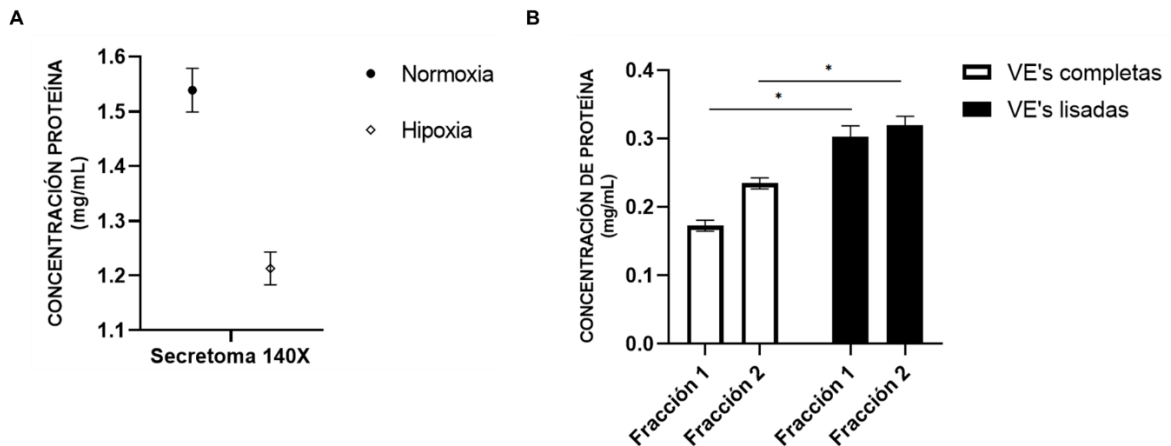 A
CONCENTRACIÓN PROTEÍNA
(mg/mL)
1.6
1.5
1.4
1.3
1.2
1.1
Secretoma 140X
Normoxia
Hipoxia
B
CONCENTRACIÓN DE PROTEÍNA
(mg/mL)
0.4
0.3
0.2
0.1
0.0
*
*
Fracción 1
Fracción 2
Fracción 1
Fracción 2
VE's completas
VE's lisadas